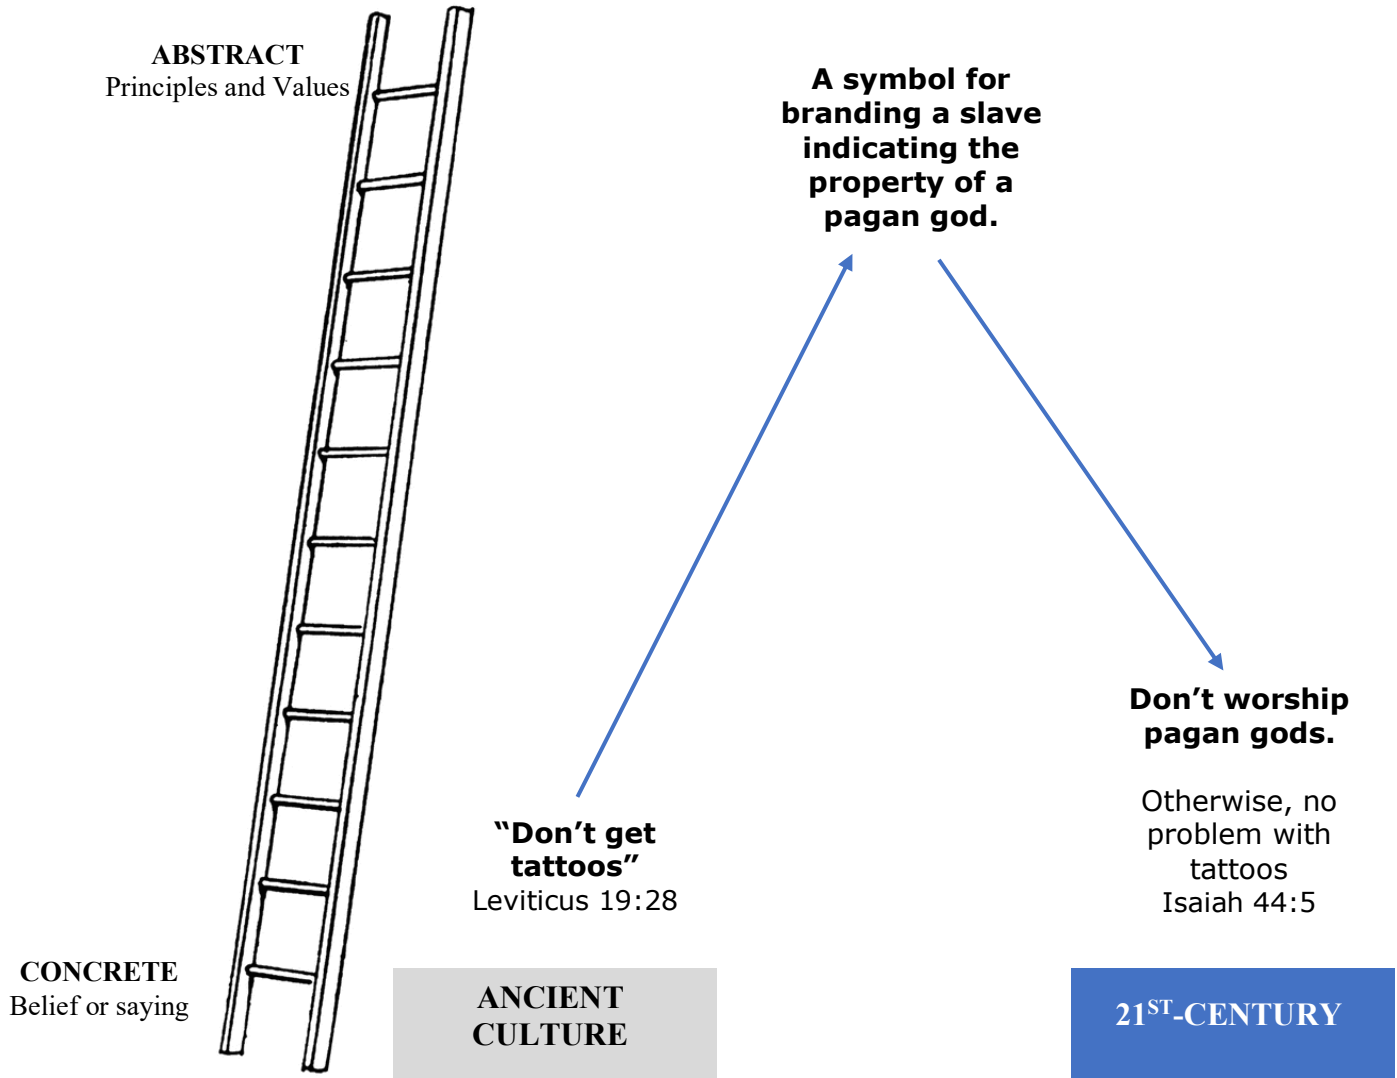 ABSTRACT
Principles and Values
A symbol for
branding a slave
indicating the
property of a
pagan god.
Don’t worship
pagan gods.
Otherwise, no
problem with
tattoos
Isaiah 44:5
“Don’t get
tattoos”
Leviticus 19:28
CONCRETE
Belief or saying
ANCIENT
CULTURE
21ST-CENTURY